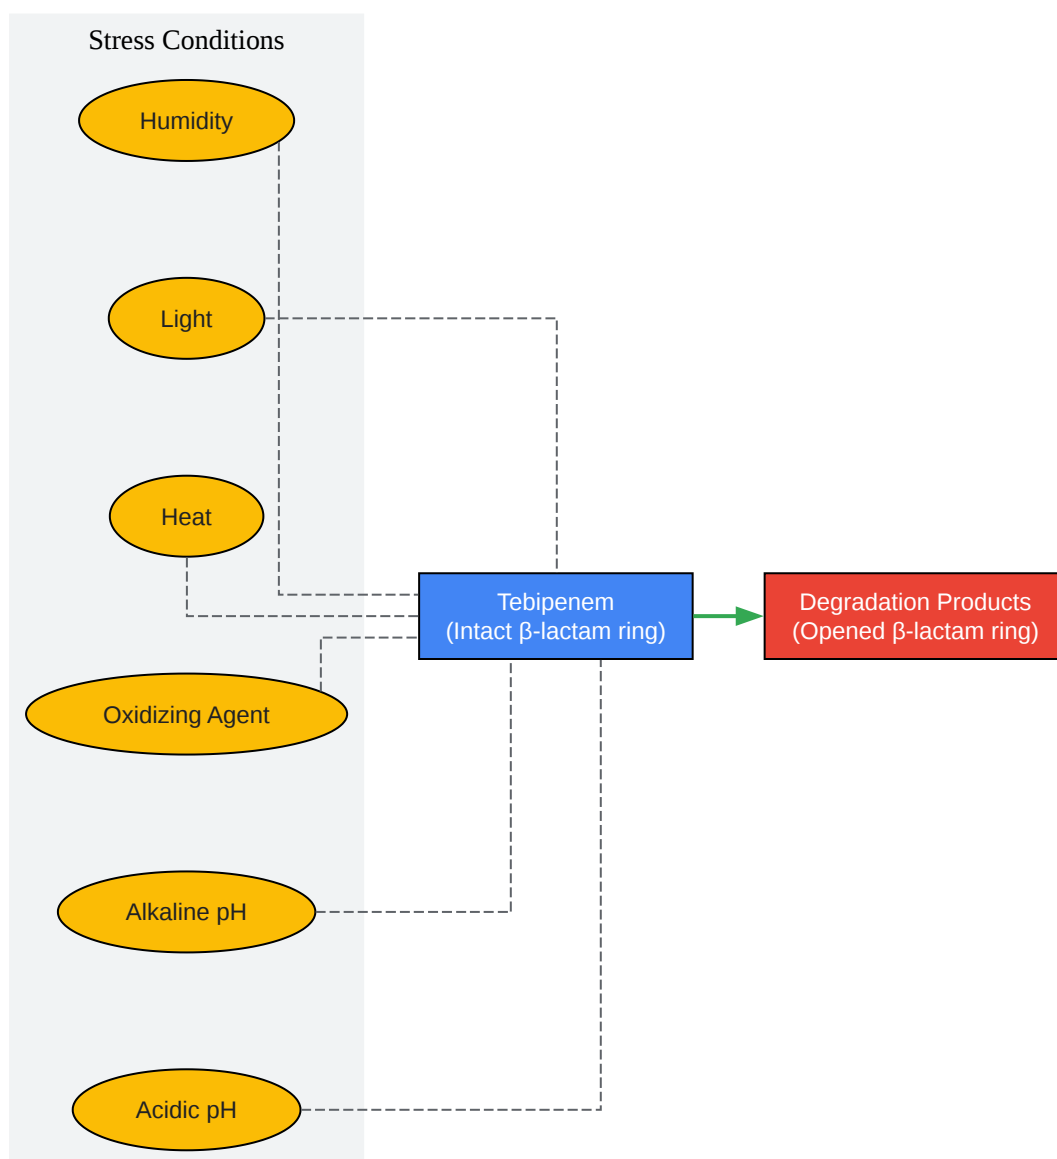 Stress Conditions
Humidity
Light
Heat
Tebipenem
(Intact β-lactam ring)
Degradation Products
(Opened β-lactam ring)
Oxidizing Agent
Alkaline pH
Acidic pH